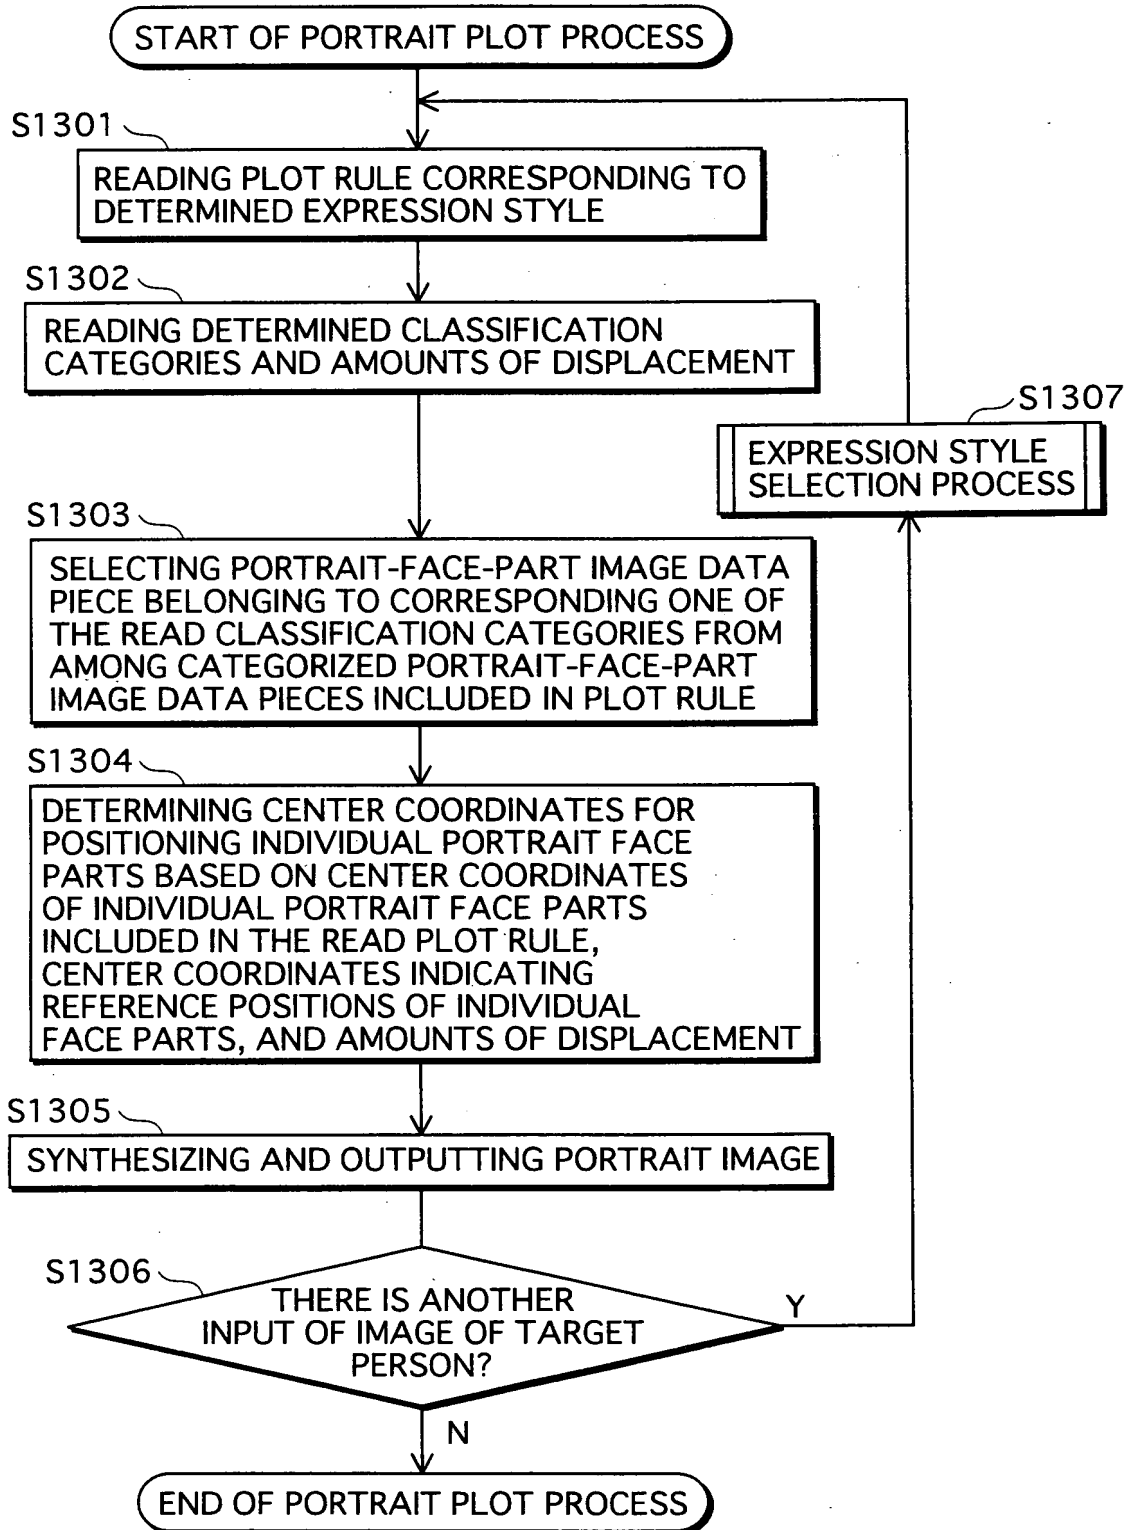 START OF PORTRAIT PLOT PROCESS
S1301
READING PLOT RULE CORRESPONDING TO
DETERMINED EXPRESSION STYLE
S1302
READING DETERMINED CLASSIFICATION
CATEGORIES AND AMOUNTS OF DISPLACEMENT
S1307
EXPRESSION STYLE
SELECTION PROCESS
S1303
SELECTING PORTRAIT-FACE-PART IMAGE DATA
PIECE BELONGING TO CORRESPONDING ONE OF
THE READ CLASSIFICATION CATEGORIES FROM
AMONG CATEGORIZED PORTRAIT-FACE-PART
IMAGE DATA PIECES INCLUDED IN PLOT RULE
S1304
DETERMINING CENTER COORDINATES FOR
POSITIONING INDIVIDUAL PORTRAIT FACE
PARTS BASED ON CENTER COORDINATES
OF INDIVIDUAL PORTRAIT FACE PARTS
INCLUDED IN THE READ PLOT RULE,
CENTER COORDINATES INDICATING
REFERENCE POSITIONS OF INDIVIDUAL
FACE PARTS, AND AMOUNTS OF DISPLACEMENT
S1305
SYNTHESIZING AND OUTPUTTING PORTRAIT IMAGE
S1306
THERE IS ANOTHER
INPUT OF IMAGE OF TARGET
PERSON?
Y
N
END OF PORTRAIT PLOT PROCESS